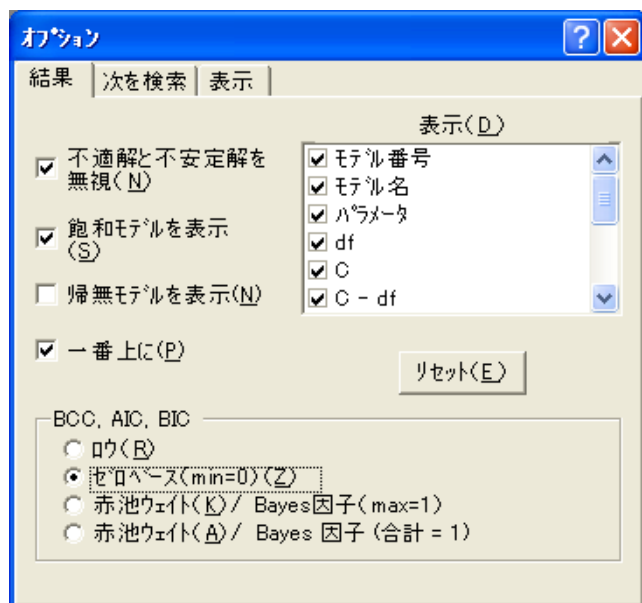 オプション
結果 次を検索 表示
表示(D)
不適解と不安定解を
無視(N)
飽和モデルを表示
(S)
帰無モデルを表示(N)
一番上に(P)
モデル番号
モデル名
パラメータ
df
C
C - df
リセット(E)
BCC, AIC, BIC
ロウ(R)
ゼロベース(min=0)(Z)
赤池ウェイト(K)/ Bayes因子(max=1)
赤池ウェイト(A)/ Bayes 因子 (合計 = 1)